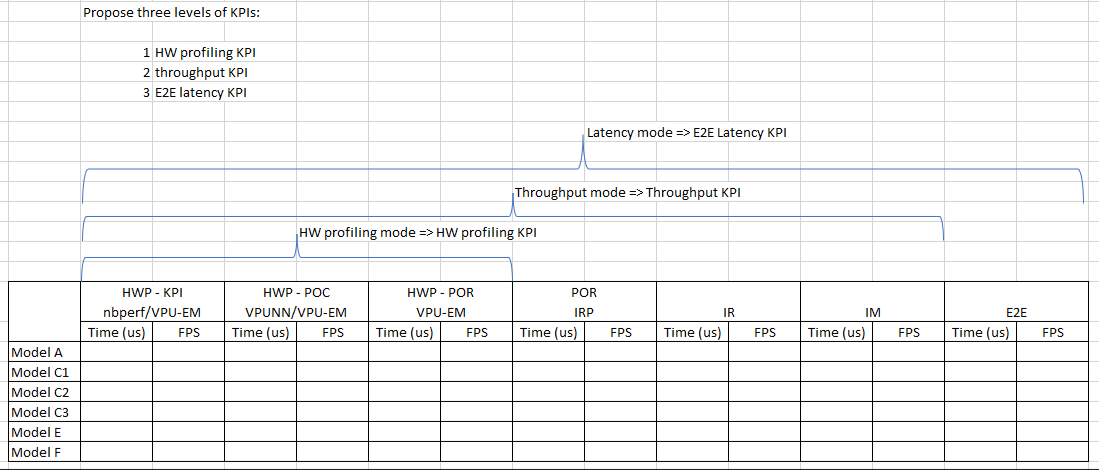 Propose three levels of KPIs:
1 HW profiling KPI
2 throughput KPI
3 E2E latency KPI
Latency mode => E2E Latency KPI
Throughput mode => Throughput KPI
HW profiling mode => HW profiling KPI
HWP - KPI HWP - POC HWP - POR POR
nbperf/VPU-EM VPUNN/VPU-EM VPU-EM IRP IR IM E2E
Time (us) FPS Time (us) FPS Time (us) FPS Time (us) FPS Time (us) FPS Time (us) FPS Time (us) FPS
Model A
Model C1
Model C2
Model C3
Model E
Model F